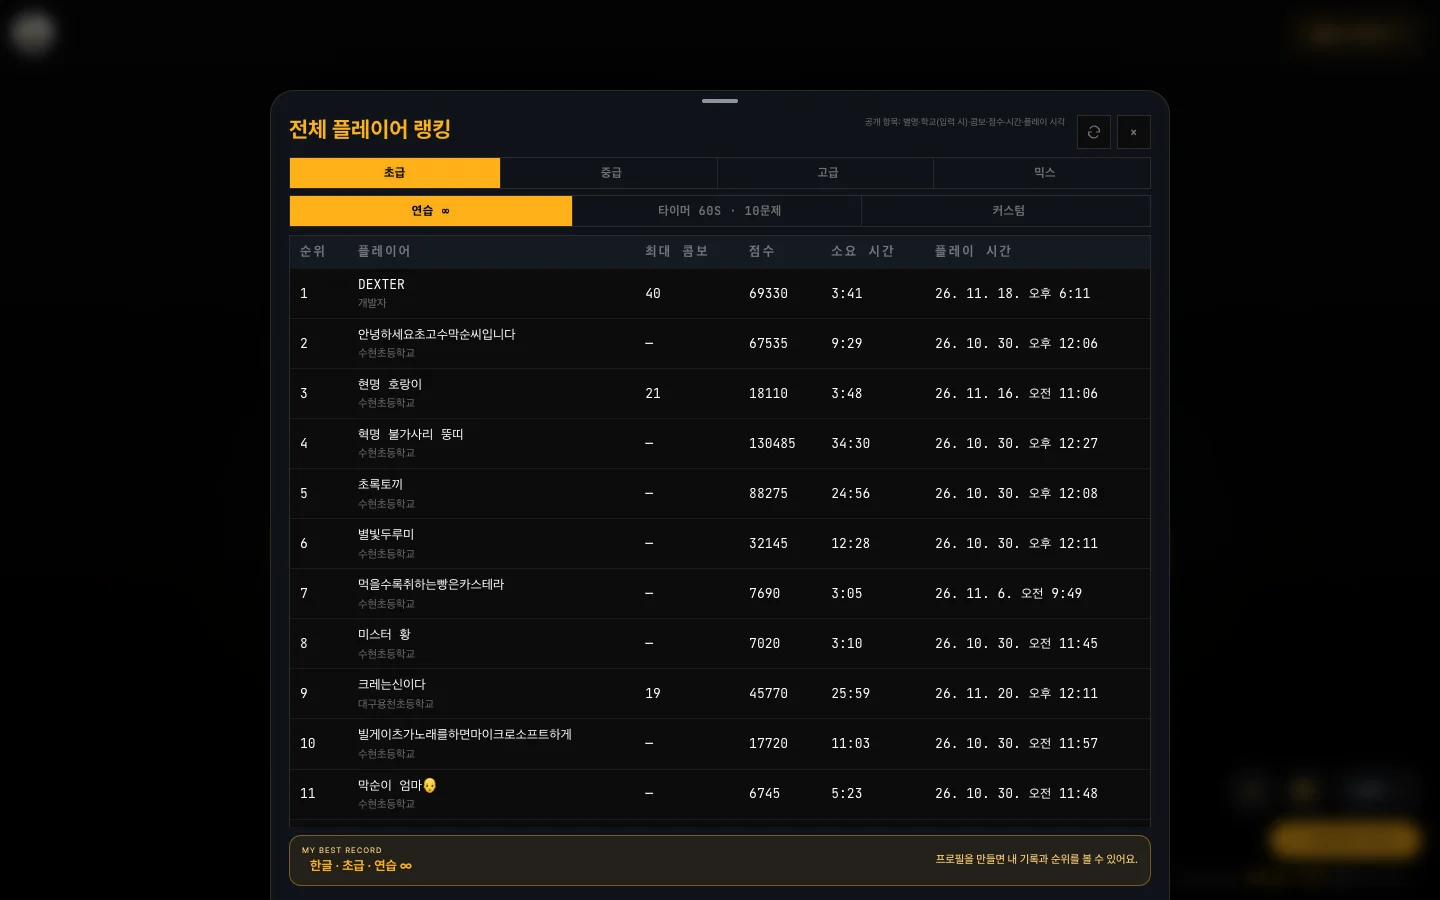 전체 플레이어 랭킹
공개 항목: 별명·학교(입력 시)·콤보·점수·시간·플레이 시각
×
초급 중급 고급 믹스
연습 ∞ 타이머 60S · 10문제 커스텀
순위 플레이어 최대 콤보 점수 소요 시간 플레이 시간
1 DEXTER 40 69330 3:41 26. 11. 18. 오후 6:11
개발자
2 안녕하세요초고수막순씨입니다 — 67535 9:29 26. 10. 30. 오후 12:06
수현초등학교
3 현명 호랑이 21 18110 3:48 26. 11. 16. 오전 11:06
수현초등학교
4 혁명 불가사리 뚱띠 — 130485 34:30 26. 10. 30. 오후 12:27
수현초등학교
5 초록토끼 — 88275 24:56 26. 10. 30. 오후 12:08
수현초등학교
6 별빛두루미 — 32145 12:28 26. 10. 30. 오후 12:11
수현초등학교
7 먹을수록취하는빵은카스테라 — 7690 3:05 26. 11. 6. 오전 9:49
수현초등학교
8 미스터 황 — 7020 3:10 26. 10. 30. 오전 11:45
수현초등학교
9 크레는신이다 19 45770 25:59 26. 11. 20. 오후 12:11
대구용천초등학교
10 빌게이츠가노래를하면마이크로소프트하게 — 17720 11:03 26. 10. 30. 오전 11:57
수현초등학교
11 막순이 엄마👴 — 6745 5:23 26. 10. 30. 오전 11:48
수현초등학교
MY BEST RECORD
한글 · 초급 · 연습 ∞
프로필을 만들면 내 기록과 순위를 볼 수 있어요.